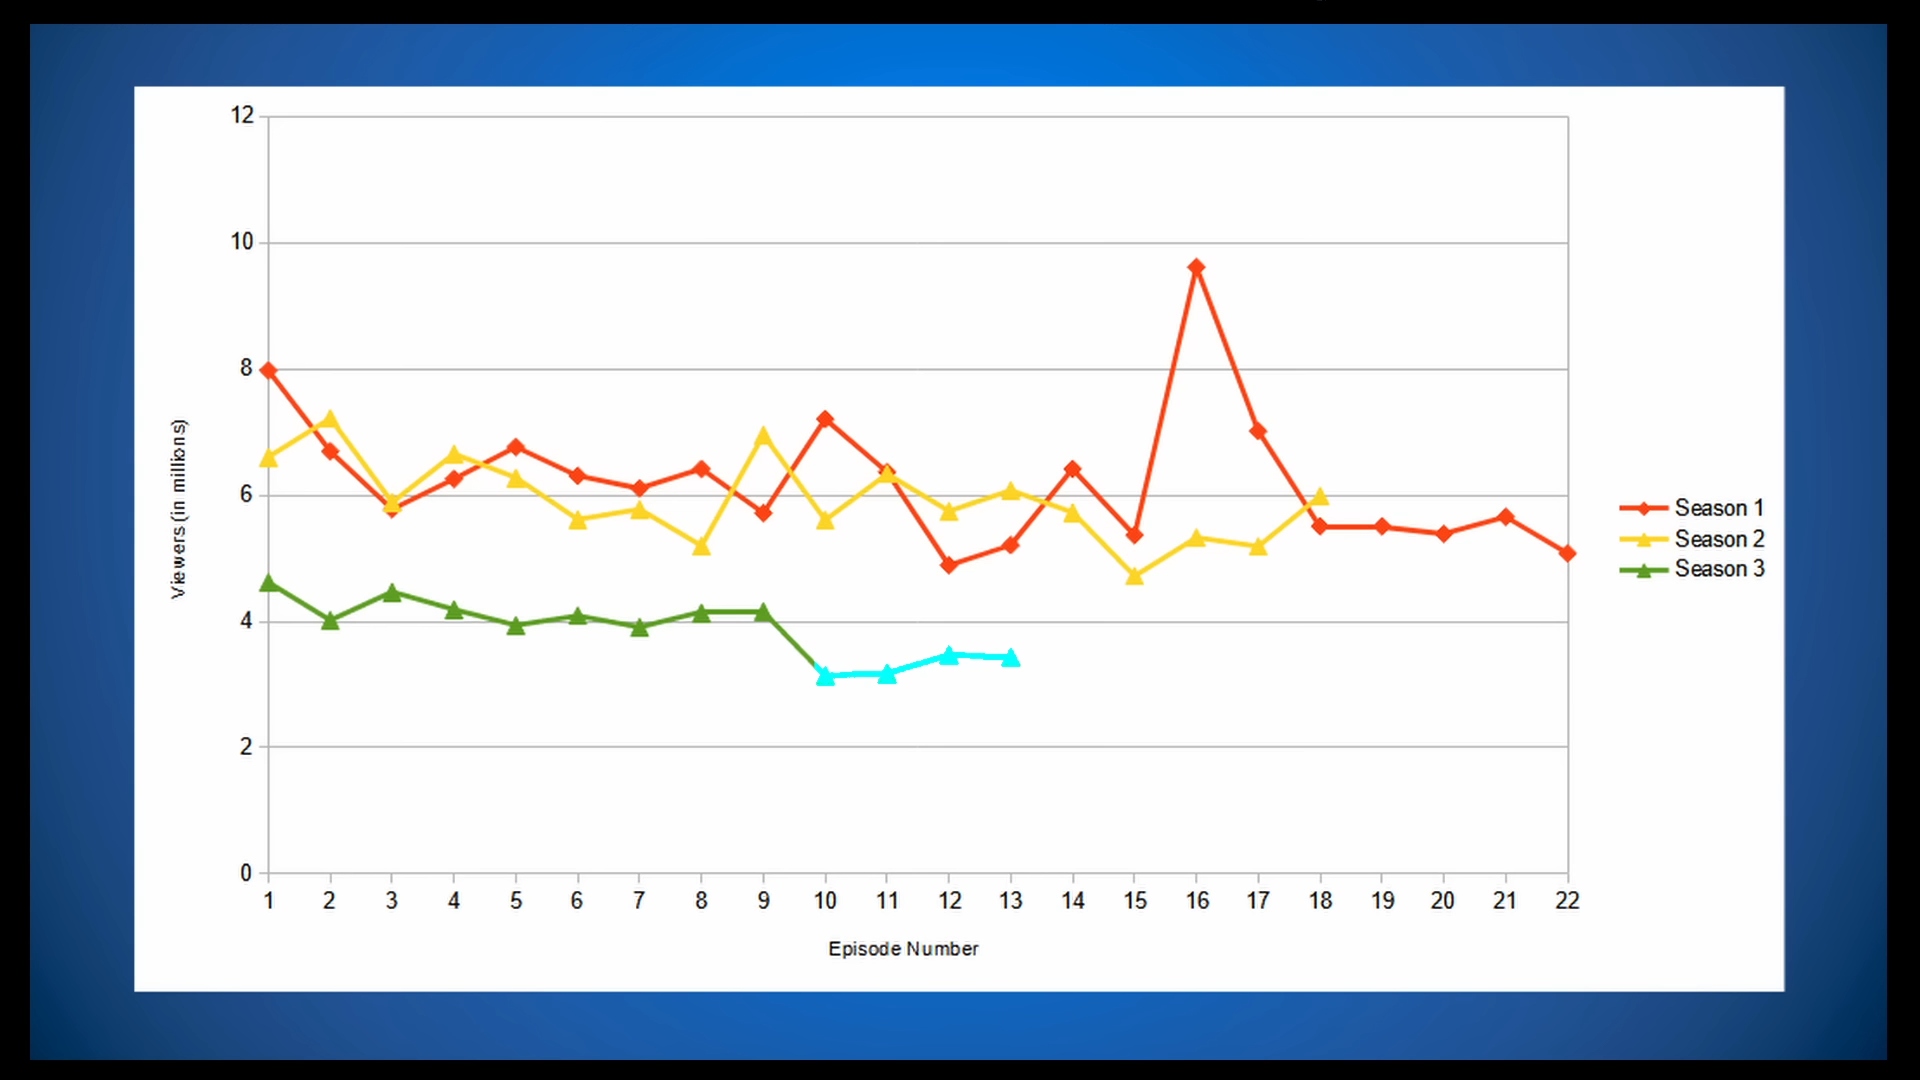 12
10
8
6
4
2
0
Viewers (in millions)
1 2 3 4 5 6 7 8 9 10 11 12 13 14 15 16 17 18 19 20 21 22
Episode Number
Season 1
Season 2
Season 3